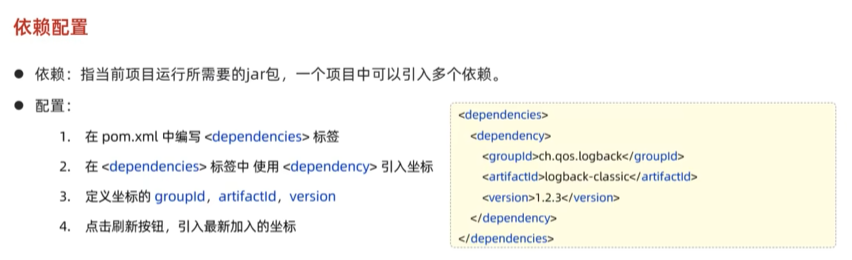 依赖配置
● 依赖：指当前项目运行所需要的jar包，一个项目中可以引入多个依赖。
● 配置：
1. 在 pom.xml 中编写 <dependencies> 标签
2. 在 <dependencies> 标签中 使用 <dependency> 引入坐标
3. 定义坐标的 groupId，artifactId，version
4. 点击刷新按钮，引入最新加入的坐标
<dependencies>
<dependency>
<groupId>ch.qos.logback</groupId>
<artifactId>logback-classic</artifactId>
<version>1.2.3</version>
</dependency>
</dependencies>